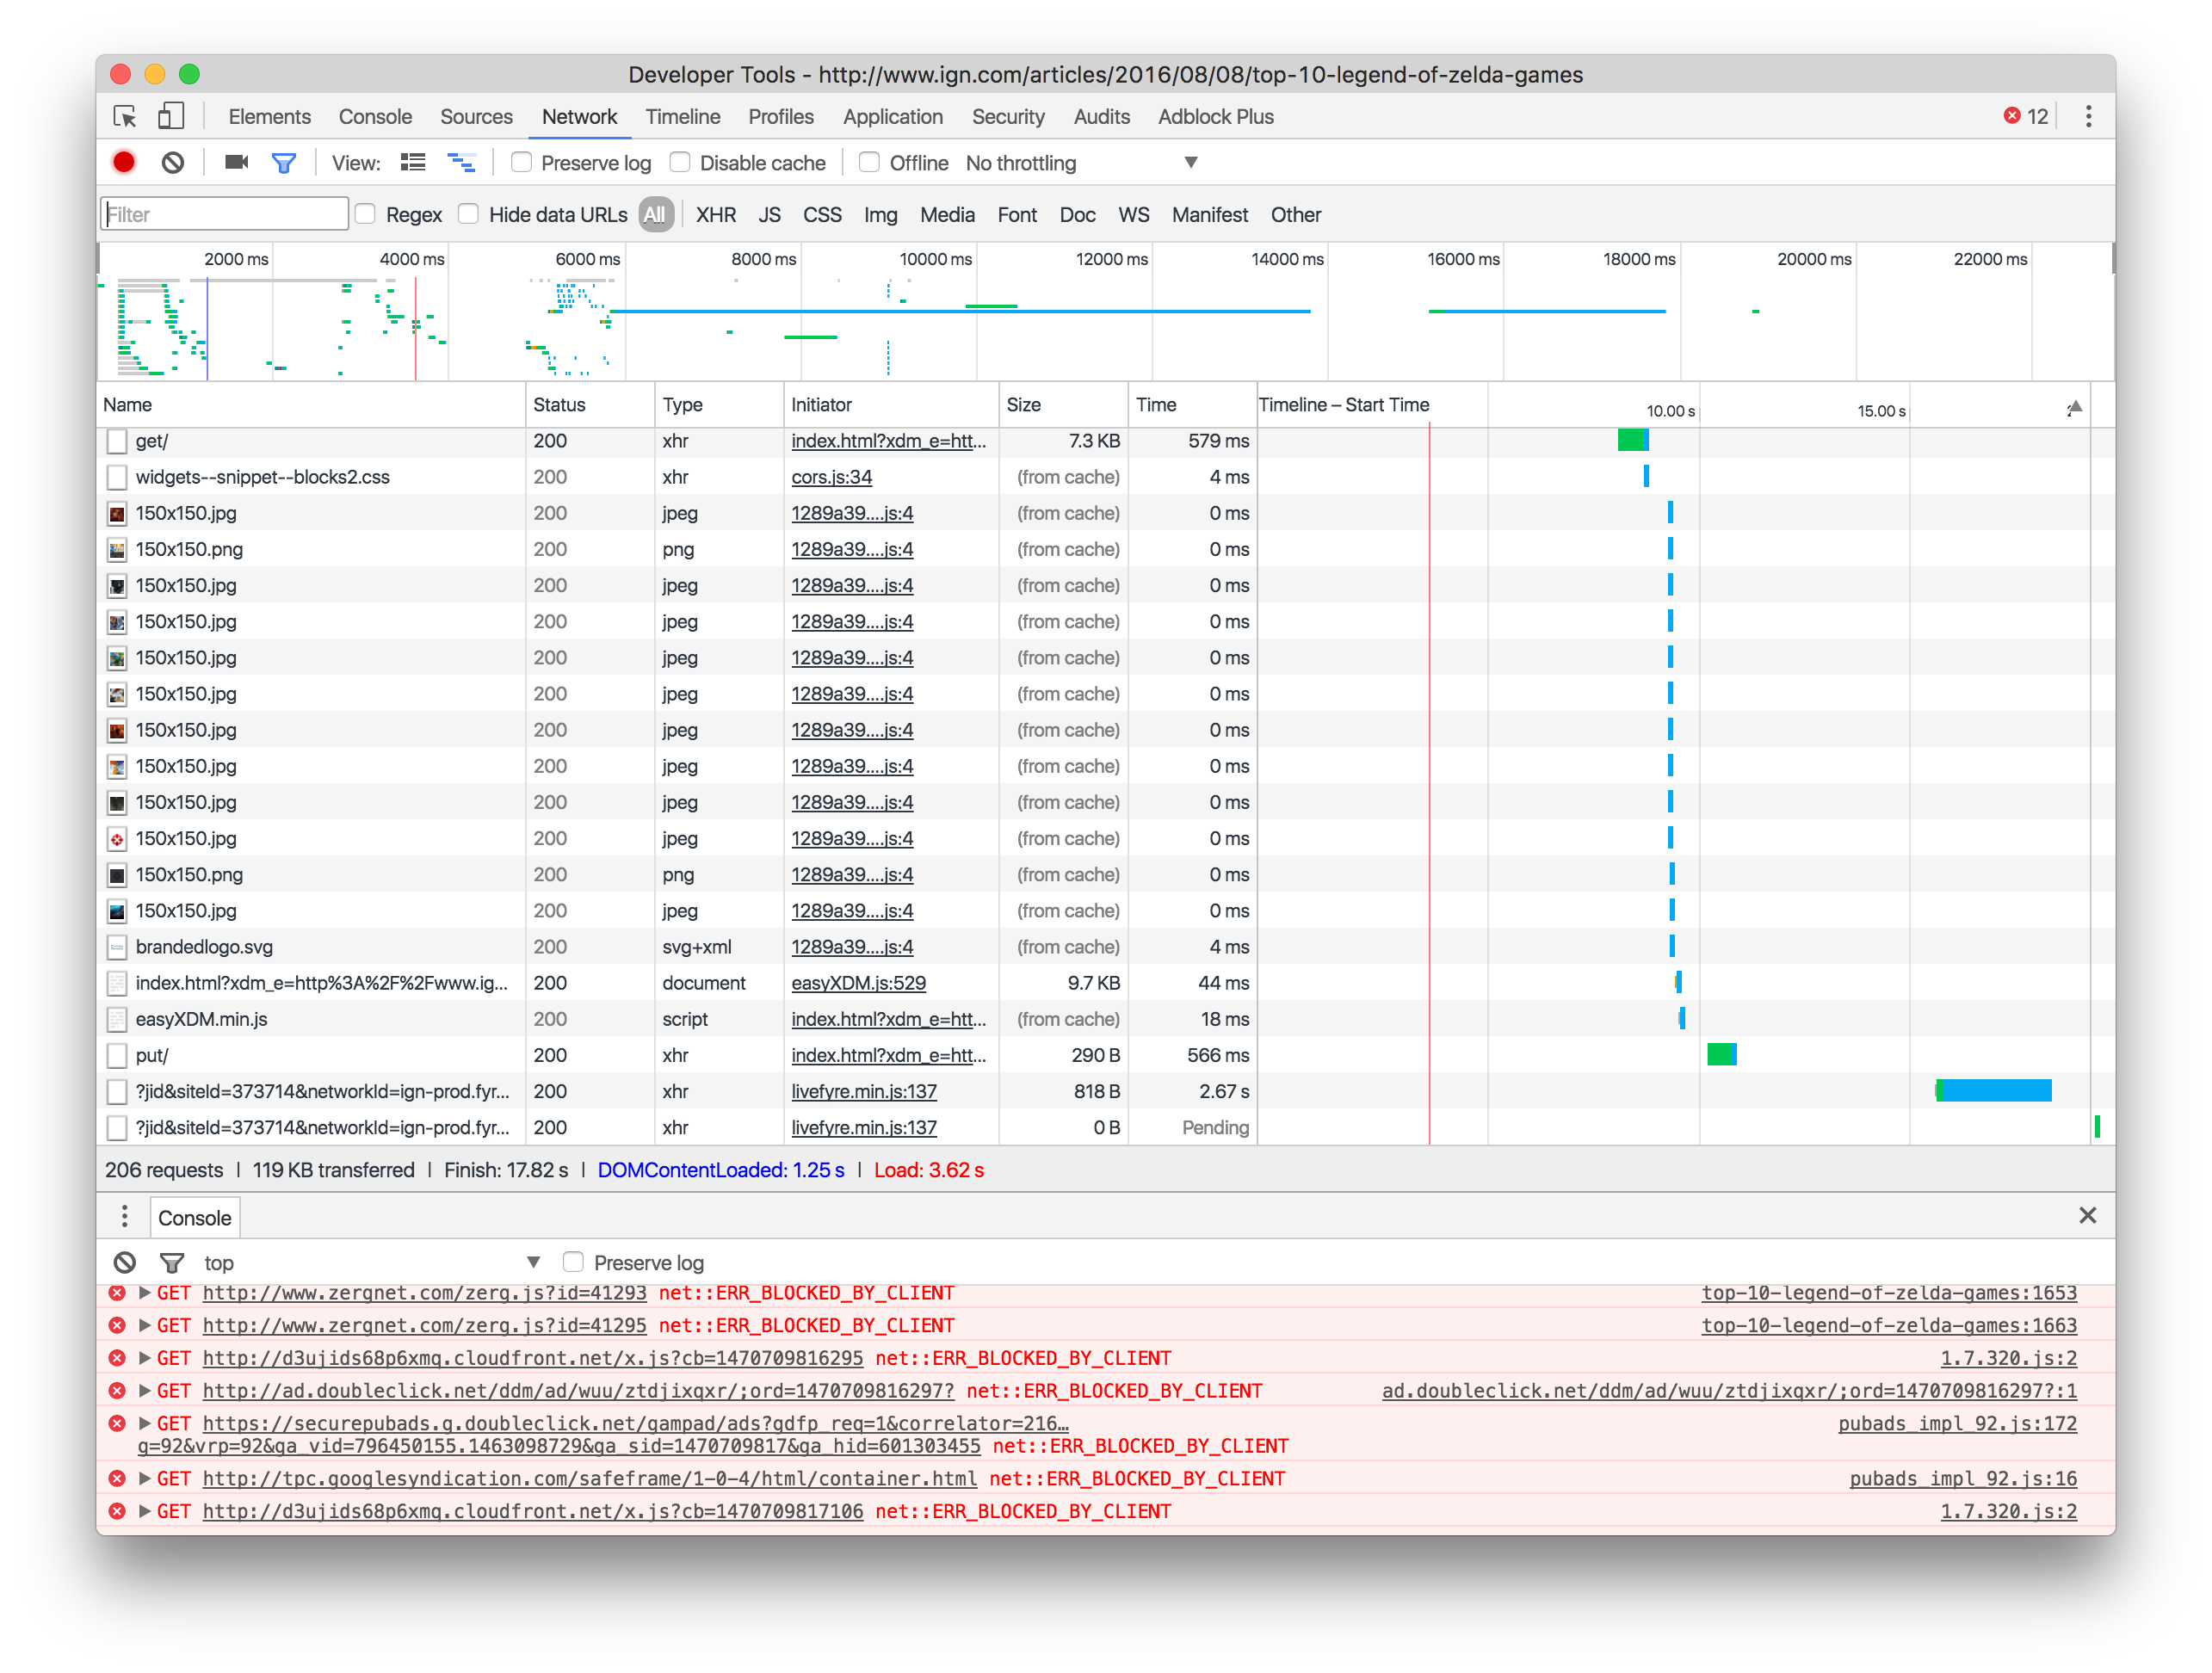 Developer Tools - http://www.ign.com/articles/2016/08/08/top-10-legend-of-zelda-games
Elements Console Sources Network Timeline Profiles Application Security Audits Adblock Plus 12
View: Preserve log Disable cache Offline No throttling
Filter Regex Hide data URLs All XHR JS CSS Img Media Font Doc WS Manifest Other
2000 ms 4000 ms 6000 ms 8000 ms 10000 ms 12000 ms 14000 ms 16000 ms 18000 ms 20000 ms 22000 ms
Name Status Type Initiator Size Time Timeline – Start Time 10.00 s 15.00 s
get/ 200 xhr index.html?xdm_e=htt... 7.3 KB 579 ms
widgets--snippet--blocks2.css 200 xhr cors.js:34 (from cache) 4 ms
150x150.jpg 200 jpeg 1289a39....js:4 (from cache) 0 ms
150x150.png 200 png 1289a39....js:4 (from cache) 0 ms
150x150.jpg 200 jpeg 1289a39....js:4 (from cache) 0 ms
150x150.jpg 200 jpeg 1289a39....js:4 (from cache) 0 ms
150x150.jpg 200 jpeg 1289a39....js:4 (from cache) 0 ms
150x150.jpg 200 jpeg 1289a39....js:4 (from cache) 0 ms
150x150.jpg 200 jpeg 1289a39....js:4 (from cache) 0 ms
150x150.jpg 200 jpeg 1289a39....js:4 (from cache) 0 ms
150x150.jpg 200 jpeg 1289a39....js:4 (from cache) 0 ms
150x150.jpg 200 jpeg 1289a39....js:4 (from cache) 0 ms
150x150.png 200 png 1289a39....js:4 (from cache) 0 ms
150x150.jpg 200 jpeg 1289a39....js:4 (from cache) 0 ms
brandedlogo.svg 200 svg+xml 1289a39....js:4 (from cache) 4 ms
index.html?xdm_e=http%3A%2F%2Fwww.ig... 200 document easyXDM.js:529 9.7 KB 44 ms
easyXDM.min.js 200 script index.html?xdm_e=htt... (from cache) 18 ms
put/ 200 xhr index.html?xdm_e=htt... 290 B 566 ms
?jid&siteId=373714&networkId=ign-prod.fyr... 200 xhr livefyre.min.js:137 818 B 2.67 s
?jid&siteId=373714&networkId=ign-prod.fyr... 200 xhr livefyre.min.js:137 0 B Pending
206 requests | 119 KB transferred | Finish: 17.82 s | DOMContentLoaded: 1.25 s | Load: 3.62 s
Console
top Preserve log
GET http://www.zergnet.com/zerg.js?id=41293 net::ERR_BLOCKED_BY_CLIENT top-10-legend-of-zelda-games:1653
GET http://www.zergnet.com/zerg.js?id=41295 net::ERR_BLOCKED_BY_CLIENT top-10-legend-of-zelda-games:1663
GET http://d3ujids68p6xmq.cloudfront.net/x.js?cb=1470709816295 net::ERR_BLOCKED_BY_CLIENT 1.7.320.js:2
GET http://ad.doubleclick.net/ddm/ad/wuu/ztdjixqxr/;ord=1470709816297? net::ERR_BLOCKED_BY_CLIENT ad.doubleclick.net/ddm/ad/wuu/ztdjixqxr/;ord=1470709816297?:1
GET https://securepubads.g.doubleclick.net/gampad/ads?gdfp_req=1&correlator=216… pubads_impl_92.js:172
g=92&vrp=92&ga_vid=796450155.1463098729&ga_sid=1470709817&ga_hid=601303455 net::ERR_BLOCKED_BY_CLIENT
GET http://tpc.googlesyndication.com/safeframe/1-0-4/html/container.html net::ERR_BLOCKED_BY_CLIENT pubads_impl_92.js:16
GET http://d3ujids68p6xmq.cloudfront.net/x.js?cb=1470709817106 net::ERR_BLOCKED_BY_CLIENT 1.7.320.js:2